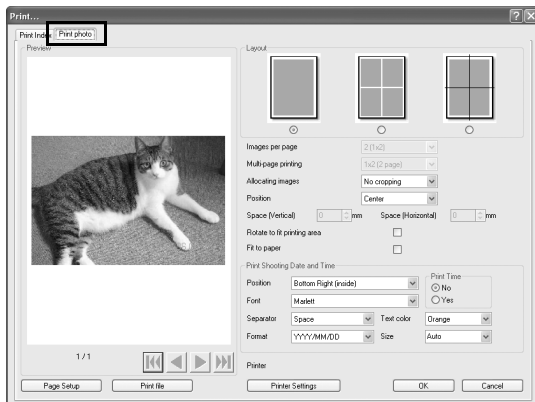 Print...
Print Index Print photo
Preview
Layout
Images per page 2 (1x2)
Multi-page printing 1x2 (2 page)
Allocating images No cropping
Position Center
Space (Vertical) 0 mm Space (Horizontal) 0 mm
Rotate to fit printing area
Fit to paper
Print Shooting Date and Time
Position Bottom Right (inside)
Print Time
No
Font Marlett
Yes
Separator Space Text color Orange
Format YYYY/MM/DD Size Auto
1 / 1
Printer
Page Setup Print file Printer Settings OK Cancel